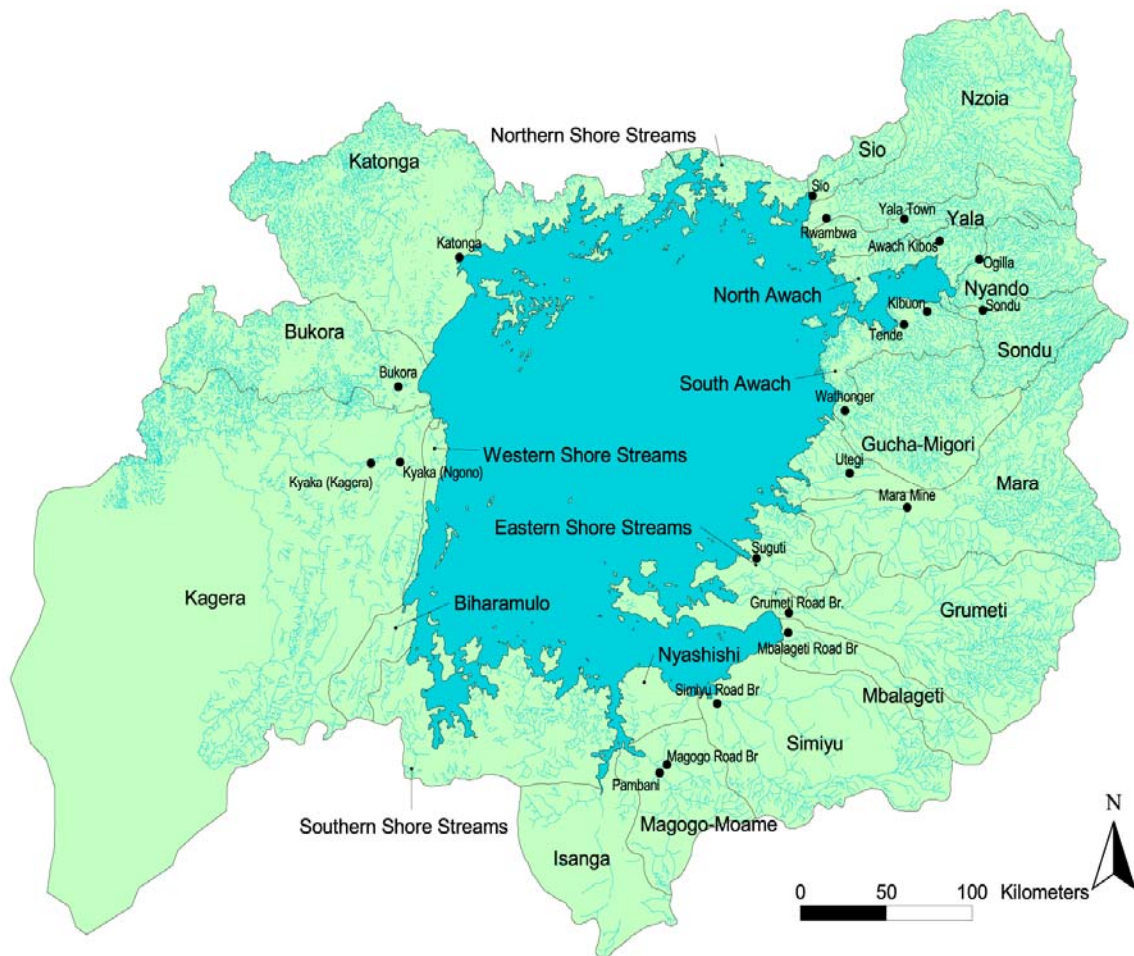 Nzoia
Northern Shore Streams
Sio
Katonga
Sio
Yala Town
Yala
Rwambwa
Awach Kibos
Katonga
Ogilla
North Awach
Nyando
Kibuon
Sondu
Tende
Bukora
Sondu
Bukora
South Awach
Wathonger
Gucha-Migori
Western Shore Streams
Kyaka (Ngono)
Kyaka (Kagera)
Utegi
Mara
Mara Mine
Eastern Shore Streams
Suguti
Kagera
Biharamulo
Grumeti Road Br.
Grumeti
Mbalageti Road Br
Nyashishi
Simiyu Road Br
Mbalageti
Simiyu
Magogo Road Br
Pambani
Southern Shore Streams
Magogo-Moame
Isanga
N
0 50 100 Kilometers